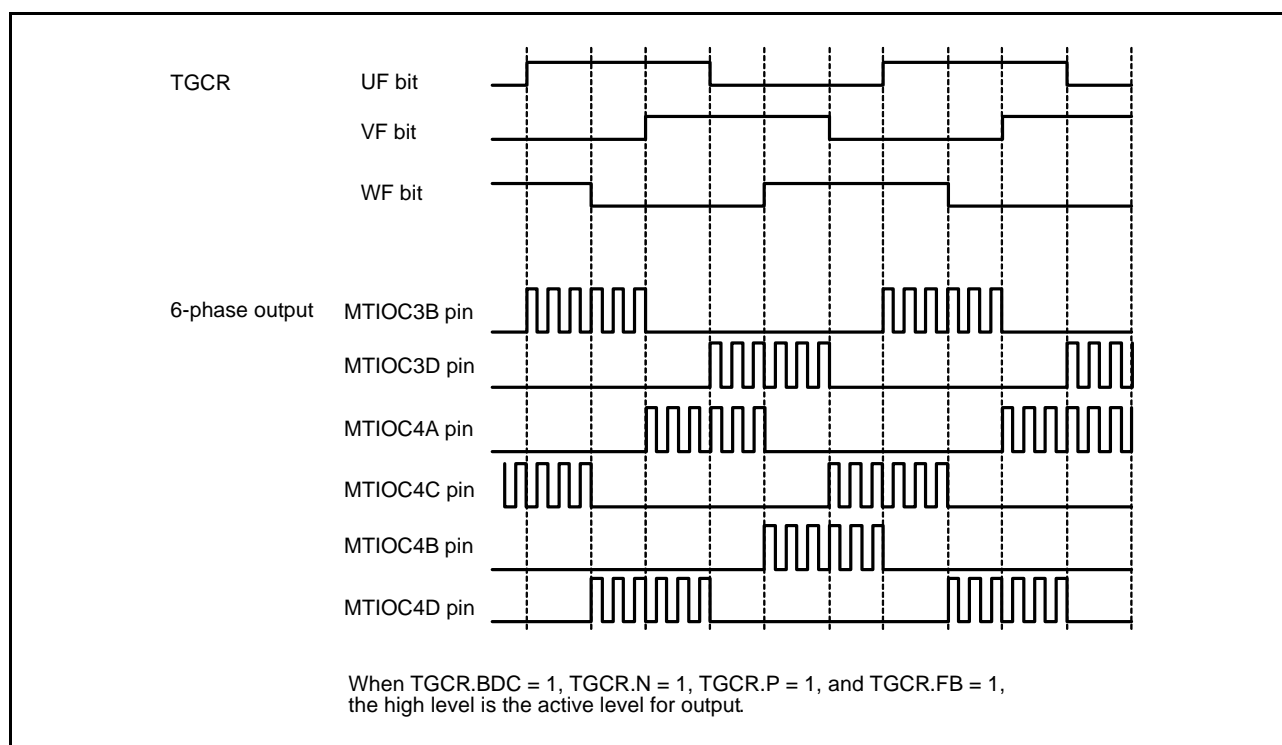 TGCR UF bit
VF bit
WF bit
6-phase output MTIOC3B pin
MTIOC3D pin
MTIOC4A pin
MTIOC4C pin
MTIOC4B pin
MTIOC4D pin
When TGCR.BDC = 1, TGCR.N = 1, TGCR.P = 1, and TGCR.FB = 1,
the high level is the active level for output.